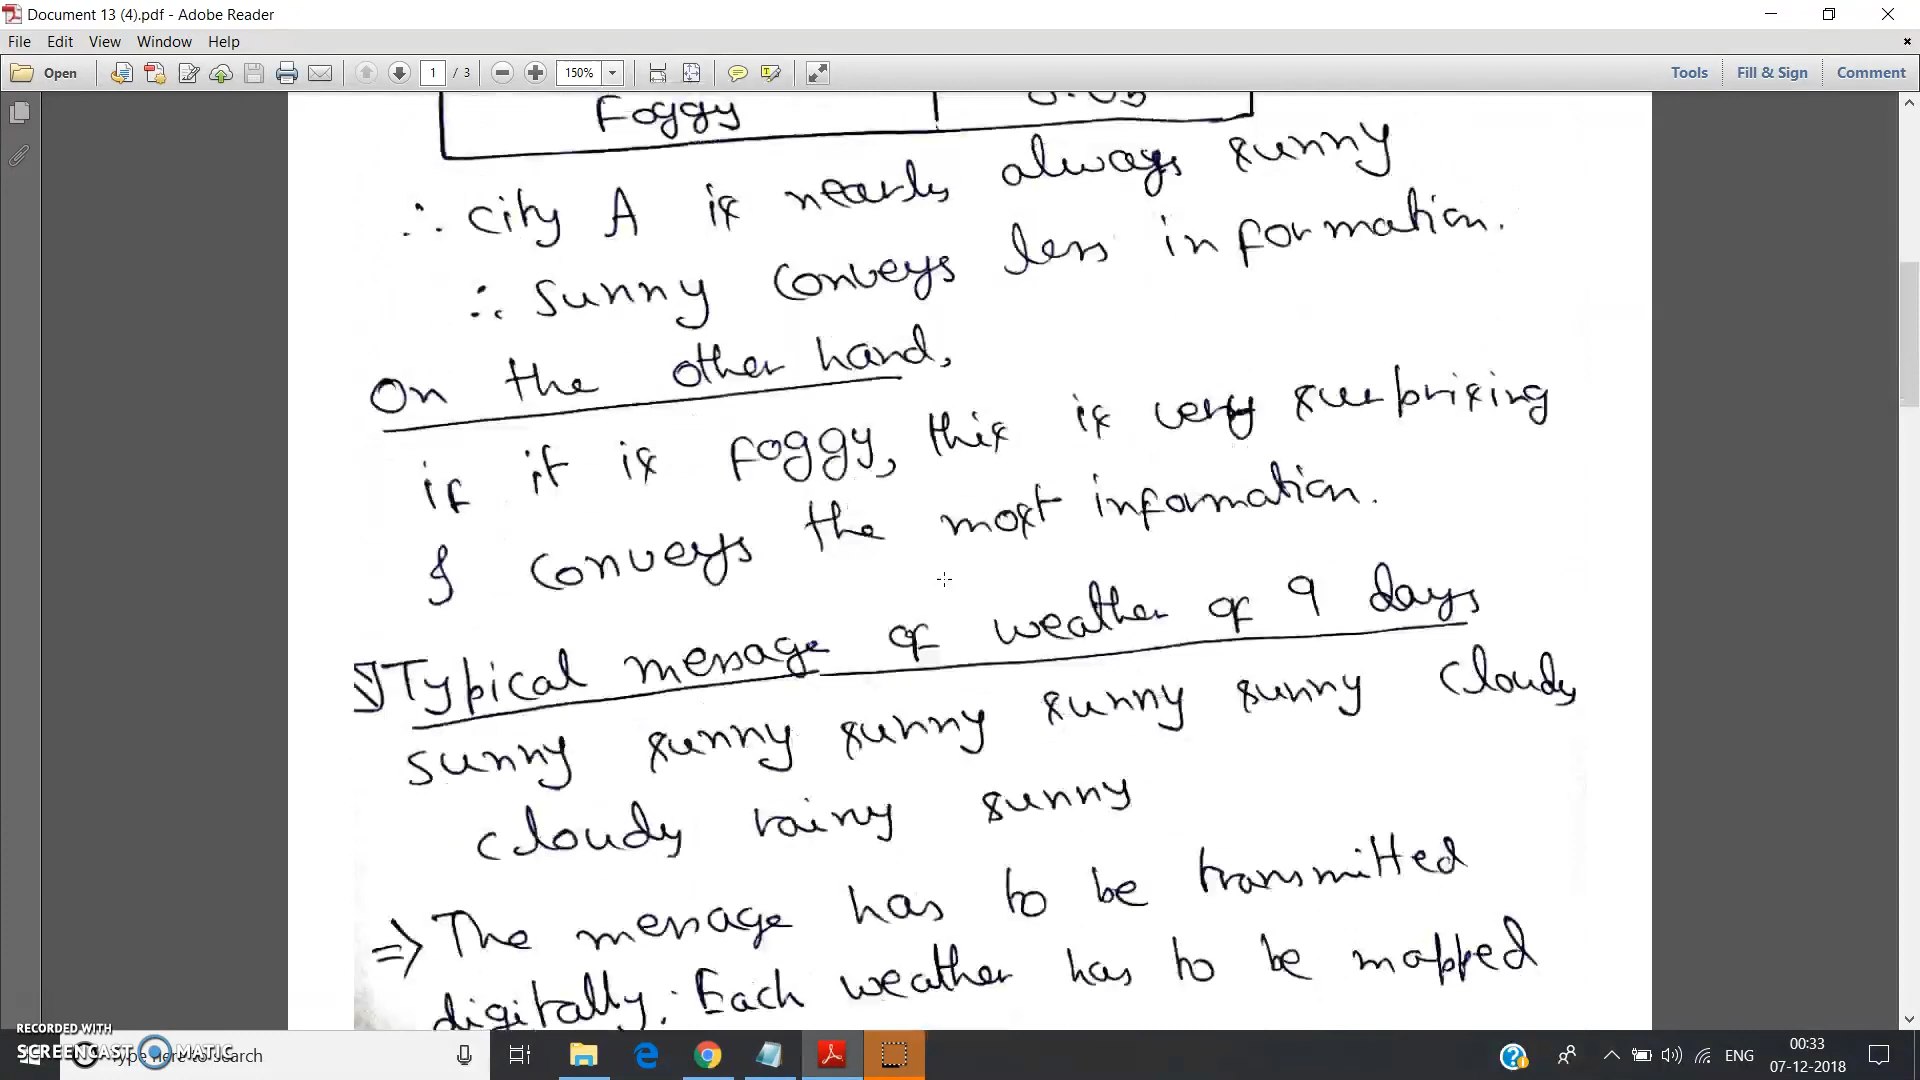 Document 13 (4).pdf - Adobe Reader
File Edit View Window Help
Open 1 / 3 150% Tools Fill & Sign Comment
Foggy
∴ city A is nearly always sunny
∴ sunny conveys less information.
On the other hand,
if it is foggy, this is very surprising
& conveys the most information.
Typical message of weather of 9 days
sunny sunny sunny sunny sunny cloudy
cloudy rainy sunny
=> The message has to be transmitted
digitally. Each weather has to be mapped
RECORDED WITH
SCREENCAST MATIC
Type here to search
ENG
00:33
07-12-2018